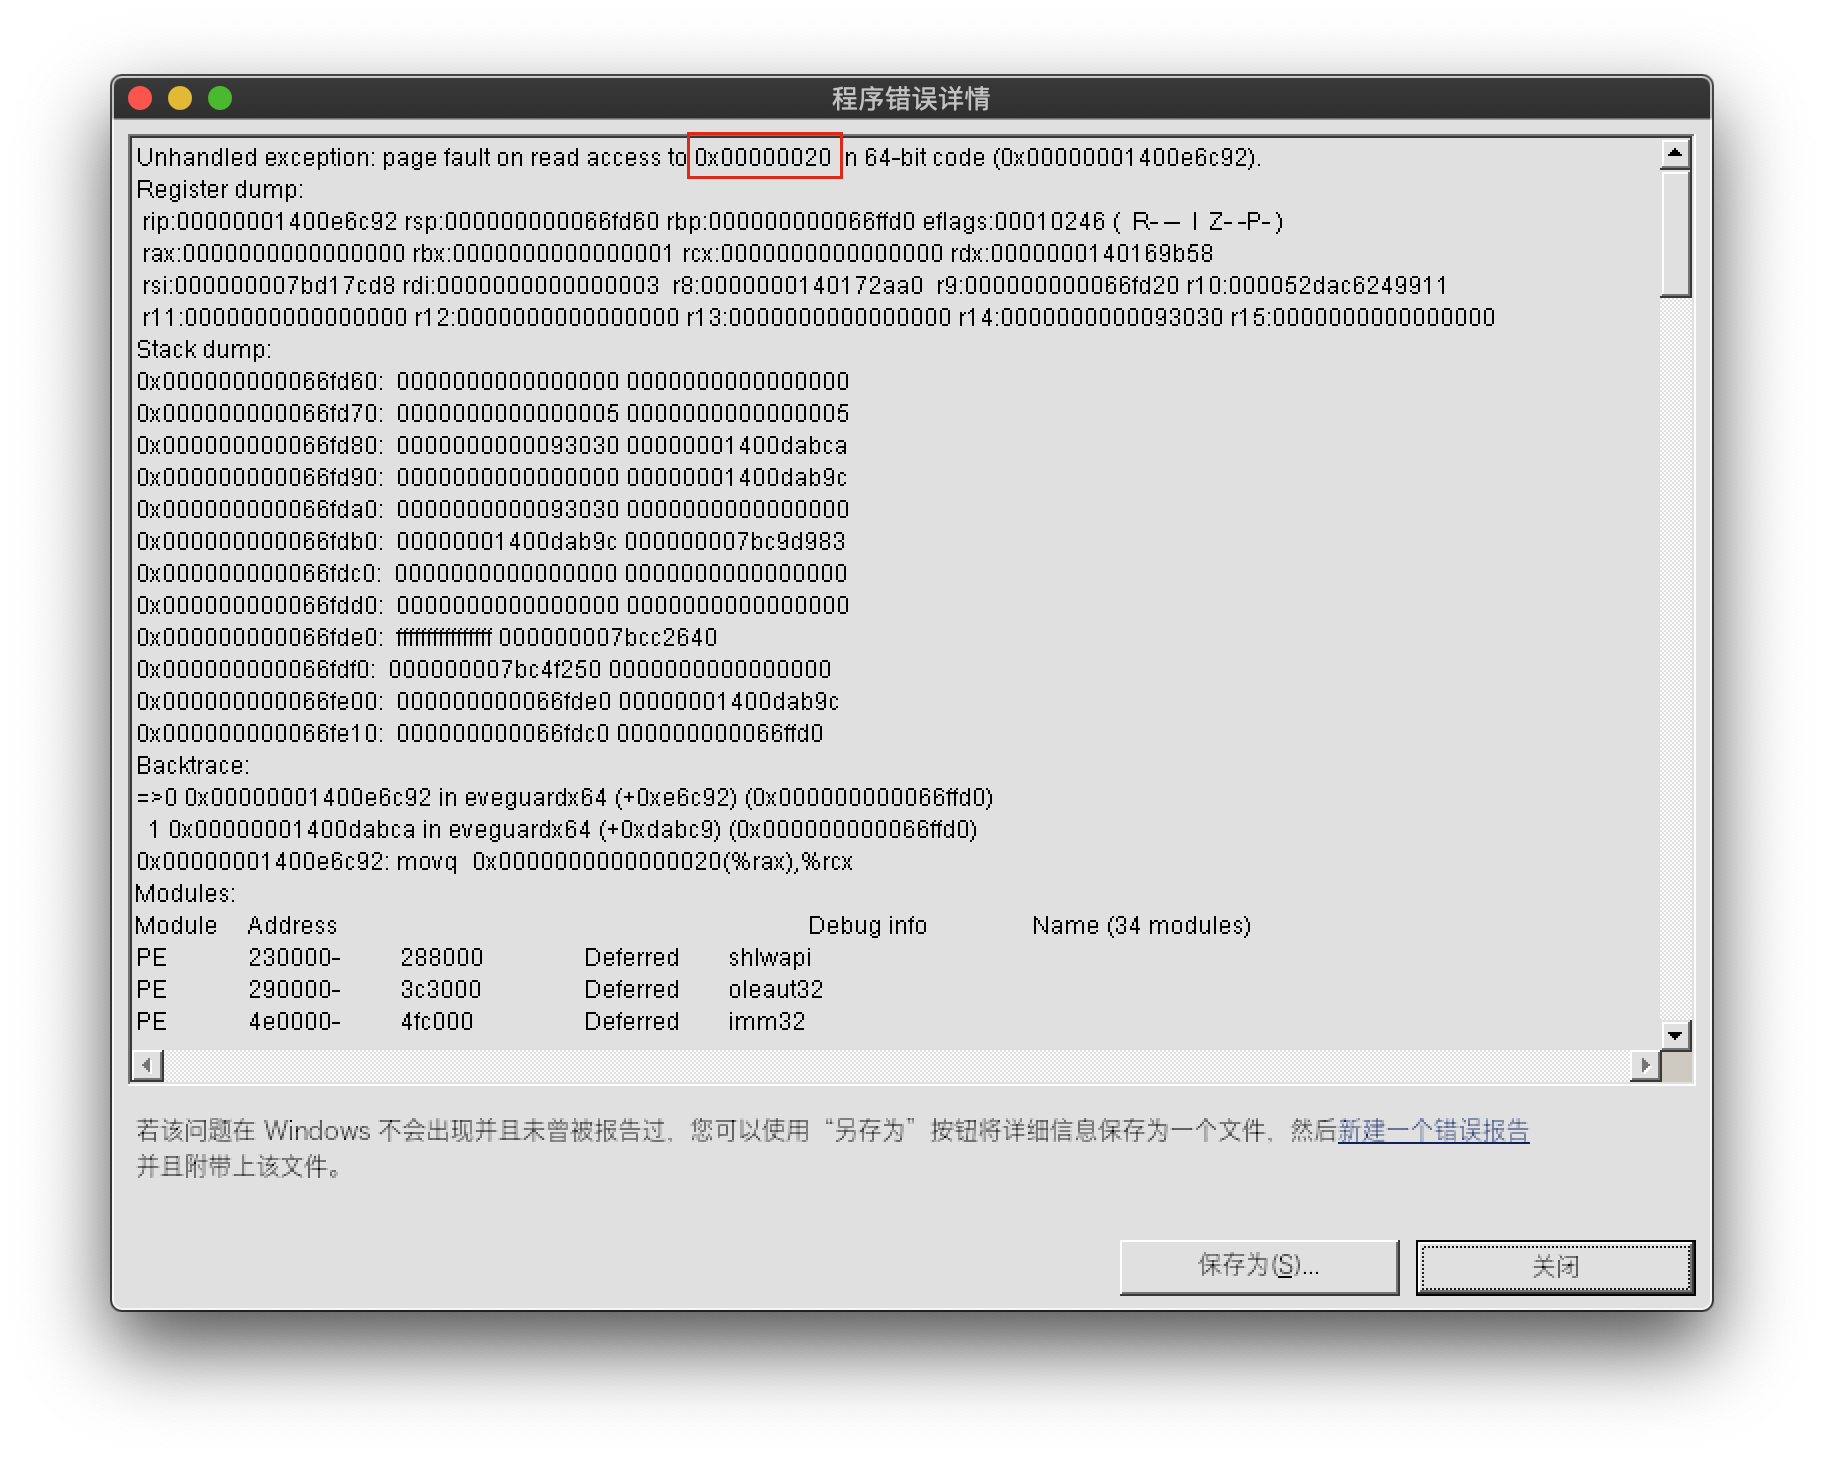 程序错误详情
Unhandled exception: page fault on read access to 0x00000020 in 64-bit code (0x00000001400e6c92).
Register dump:
rip:00000001400e6c92 rsp:000000000066fd60 rbp:000000000066ffd0 eflags:00010246 ( R- -- I Z- -P- )
rax:0000000000000000 rbx:0000000000000001 rcx:0000000000000000 rdx:0000000140169b58
rsi:000000007bd17cd8 rdi:0000000000000003 r8:0000000140172aa0 r9:000000000066fd20 r10:000052dac6249911
r11:0000000000000000 r12:0000000000000000 r13:0000000000000000 r14:0000000000093030 r15:0000000000000000
Stack dump:
0x000000000066fd60: 0000000000000000 0000000000000000
0x000000000066fd70: 0000000000000005 0000000000000005
0x000000000066fd80: 0000000000093030 00000001400dabca
0x000000000066fd90: 0000000000000000 00000001400dab9c
0x000000000066fda0: 0000000000093030 0000000000000000
0x000000000066fdb0: 00000001400dab9c 000000007bc9d983
0x000000000066fdc0: 0000000000000000 0000000000000000
0x000000000066fdd0: 0000000000000000 0000000000000000
0x000000000066fde0: ffffffffffffffff 000000007bcc2640
0x000000000066fdf0: 000000007bc4f250 0000000000000000
0x000000000066fe00: 000000000066fde0 00000001400dab9c
0x000000000066fe10: 000000000066fdc0 000000000066ffd0
Backtrace:
=>0 0x00000001400e6c92 in eveguardx64 (+0xe6c92) (0x000000000066ffd0)
1 0x00000001400dabca in eveguardx64 (+0xdabc9) (0x000000000066ffd0)
0x00000001400e6c92: movq 0x0000000000000020(%rax),%rcx
Modules:
Module Address Debug info Name (34 modules)
PE 230000- 288000 Deferred shlwapi
PE 290000- 3c3000 Deferred oleaut32
PE 4e0000- 4fc000 Deferred imm32
若该问题在 Windows 不会出现并且未曾被报告过，您可以使用“另存为”按钮将详细信息保存为一个文件，然后新建一个错误报告
并且附带上该文件。
保存为(S)...
关闭